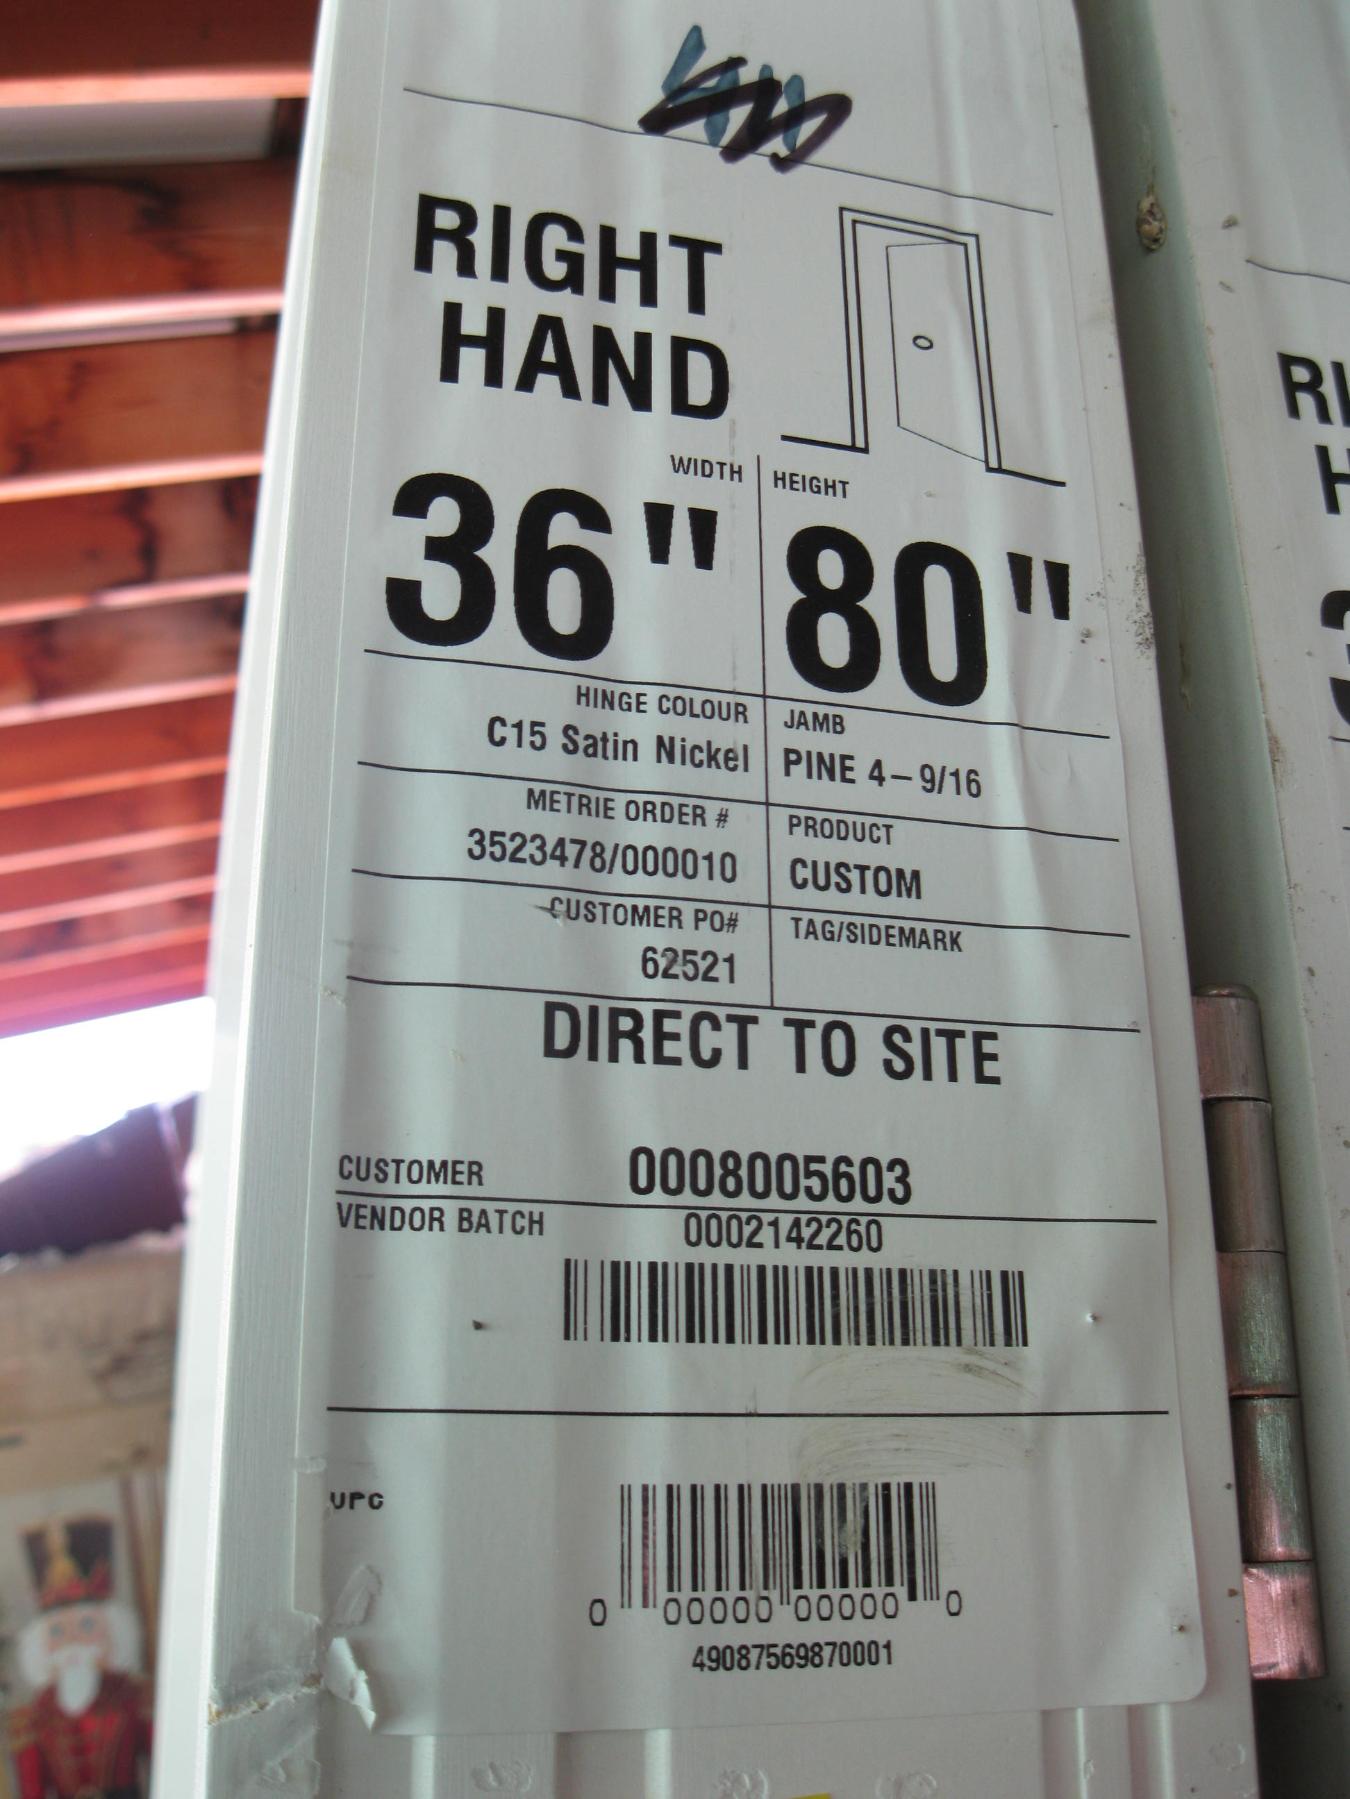 RIGHT
HAND
WIDTH HEIGHT
36" 80"
HINGE COLOUR JAMB
C15 Satin Nickel PINE 4-9/16
METRIE ORDER # PRODUCT
3523478/000010 CUSTOM
CUSTOMER PO# TAG/SIDEMARK
62521
DIRECT TO SITE
CUSTOMER 0008005603
VENDOR BATCH 0002142260
UPC
0 00000 00000 0
49087569870001